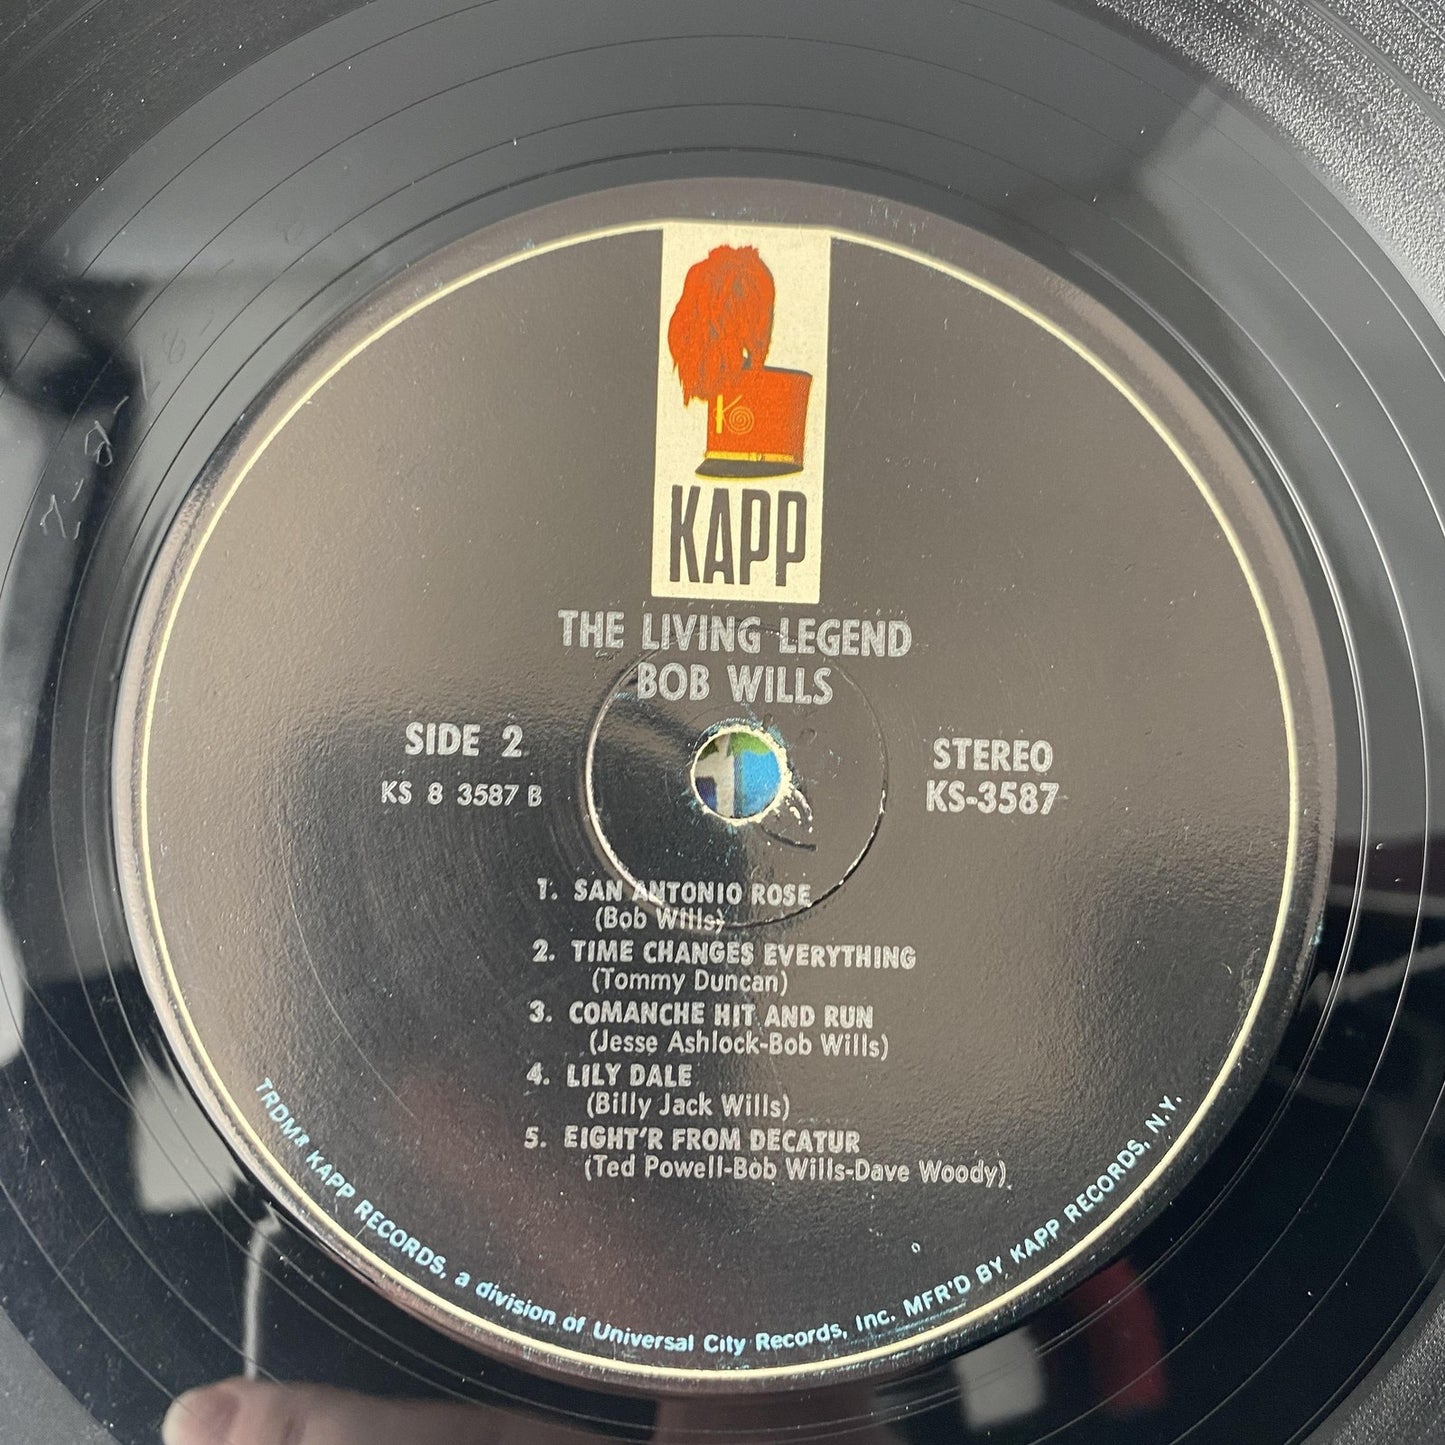 KAPP
THE LIVING LEGEND
BOB WILLS
SIDE 2
KS 8 3587 B
STEREO
KS-3587
1. SAN ANTONIO ROSE
(Bob Wills)
2. TIME CHANGES EVERYTHING
(Tommy Duncan)
3. COMANCHE HIT AND RUN
(Jesse Ashlock-Bob Wills)
4. LILY DALE
(Billy Jack Wills)
5. EIGHT'R FROM DECATUR
(Ted Powell-Bob Wills-Dave Woody)
KAPP RECORDS, a division of Universal City Records, Inc. MFR'D BY KAPP RECORDS, N.Y.